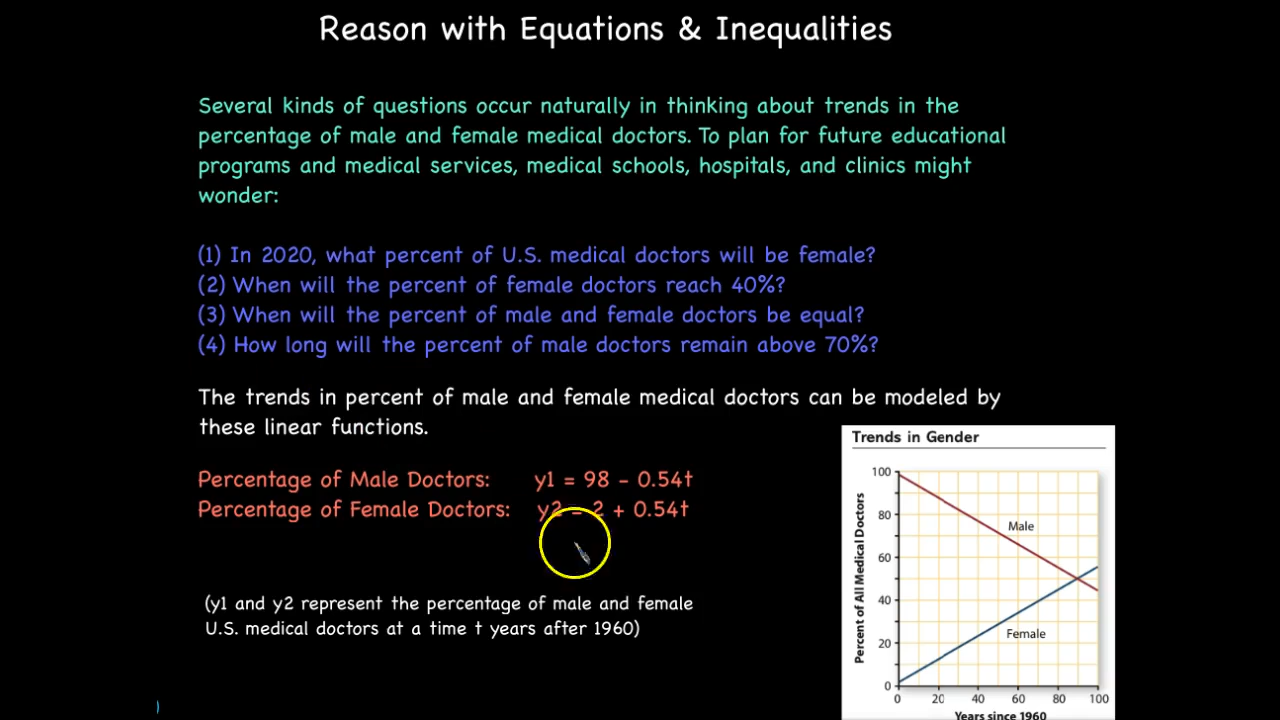 Reason with Equations & Inequalities
Several kinds of questions occur naturally in thinking about trends in the
percentage of male and female medical doctors. To plan for future educational
programs and medical services, medical schools, hospitals, and clinics might
wonder:
(1) In 2020, what percent of U.S. medical doctors will be female?
(2) When will the percent of female doctors reach 40%?
(3) When will the percent of male and female doctors be equal?
(4) How long will the percent of male doctors remain above 70%?
The trends in percent of male and female medical doctors can be modeled by
these linear functions.
Percentage of Male Doctors: y1 = 98 - 0.54t
Percentage of Female Doctors: y2 = 2 + 0.54t
(y1 and y2 represent the percentage of male and female
U.S. medical doctors at a time t years after 1960)
Trends in Gender
Percent of All Medical Doctors
100
80
60
40
20
0
Male
Female
0 20 40 60 80 100
Years since 1960
)